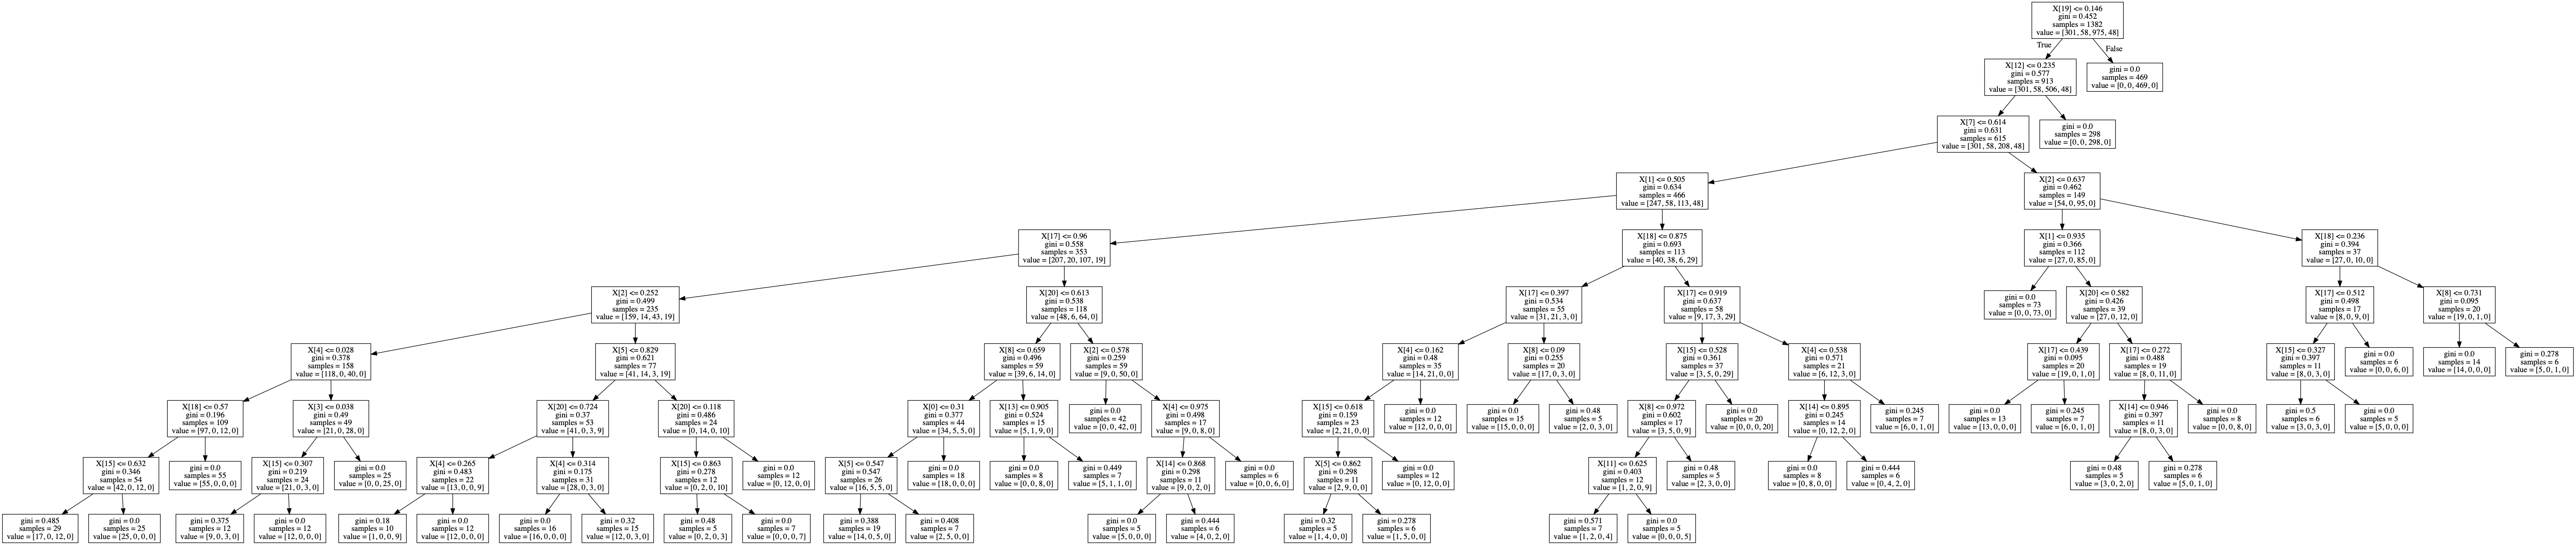 X[19] <= 0.146
gini = 0.452
samples = 1382
value = [301, 58, 975, 48]
True
False
X[12] <= 0.235
gini = 0.577
samples = 913
value = [301, 58, 506, 48]
gini = 0.0
samples = 469
value = [0, 0, 469, 0]
X[7] <= 0.614
gini = 0.631
samples = 615
value = [301, 58, 208, 48]
gini = 0.0
samples = 298
value = [0, 0, 298, 0]
X[1] <= 0.505
gini = 0.634
samples = 466
value = [247, 58, 113, 48]
X[2] <= 0.637
gini = 0.462
samples = 149
value = [54, 0, 95, 0]
X[17] <= 0.96
gini = 0.558
samples = 353
value = [207, 20, 107, 19]
X[18] <= 0.875
gini = 0.693
samples = 113
value = [40, 38, 6, 29]
X[1] <= 0.935
gini = 0.366
samples = 112
value = [27, 0, 85, 0]
X[18] <= 0.236
gini = 0.394
samples = 37
value = [27, 0, 10, 0]
X[2] <= 0.252
gini = 0.499
samples = 235
value = [159, 14, 43, 19]
X[20] <= 0.613
gini = 0.538
samples = 118
value = [48, 6, 64, 0]
X[17] <= 0.397
gini = 0.534
samples = 55
value = [31, 21, 3, 0]
X[17] <= 0.919
gini = 0.637
samples = 58
value = [9, 17, 3, 29]
gini = 0.0
samples = 73
value = [0, 0, 73, 0]
X[20] <= 0.582
gini = 0.426
samples = 39
value = [27, 0, 12, 0]
X[17] <= 0.512
gini = 0.498
samples = 17
value = [8, 0, 9, 0]
X[8] <= 0.731
gini = 0.095
samples = 20
value = [19, 0, 1, 0]
X[4] <= 0.028
gini = 0.378
samples = 158
value = [118, 0, 40, 0]
X[5] <= 0.829
gini = 0.621
samples = 77
value = [41, 14, 3, 19]
X[8] <= 0.659
gini = 0.496
samples = 59
value = [39, 6, 14, 0]
X[2] <= 0.578
gini = 0.259
samples = 59
value = [9, 0, 50, 0]
X[4] <= 0.162
gini = 0.48
samples = 35
value = [14, 21, 0, 0]
X[8] <= 0.09
gini = 0.255
samples = 20
value = [17, 0, 3, 0]
X[15] <= 0.528
gini = 0.361
samples = 37
value = [3, 5, 0, 29]
X[4] <= 0.538
gini = 0.571
samples = 21
value = [6, 12, 3, 0]
X[17] <= 0.439
gini = 0.095
samples = 20
value = [19, 0, 1, 0]
X[17] <= 0.272
gini = 0.488
samples = 19
value = [8, 0, 11, 0]
X[15] <= 0.327
gini = 0.397
samples = 11
value = [8, 0, 3, 0]
gini = 0.0
samples = 6
value = [0, 0, 6, 0]
gini = 0.0
samples = 14
value = [14, 0, 0, 0]
gini = 0.278
samples = 6
value = [5, 0, 1, 0]
X[18] <= 0.57
gini = 0.196
samples = 109
value = [97, 0, 12, 0]
X[3] <= 0.038
gini = 0.49
samples = 49
value = [21, 0, 28, 0]
X[20] <= 0.724
gini = 0.37
samples = 53
value = [41, 0, 3, 9]
X[20] <= 0.118
gini = 0.486
samples = 24
value = [0, 14, 0, 10]
X[0] <= 0.31
gini = 0.377
samples = 44
value = [34, 5, 5, 0]
X[13] <= 0.905
gini = 0.524
samples = 15
value = [5, 1, 9, 0]
gini = 0.0
samples = 42
value = [0, 0, 42, 0]
X[4] <= 0.975
gini = 0.498
samples = 17
value = [9, 0, 8, 0]
X[15] <= 0.618
gini = 0.159
samples = 23
value = [2, 21, 0, 0]
gini = 0.0
samples = 12
value = [12, 0, 0, 0]
gini = 0.0
samples = 15
value = [15, 0, 0, 0]
gini = 0.48
samples = 5
value = [2, 0, 3, 0]
X[8] <= 0.972
gini = 0.602
samples = 17
value = [3, 5, 0, 9]
gini = 0.0
samples = 20
value = [0, 0, 0, 20]
X[14] <= 0.895
gini = 0.245
samples = 14
value = [0, 12, 2, 0]
gini = 0.245
samples = 7
value = [6, 0, 1, 0]
gini = 0.0
samples = 13
value = [13, 0, 0, 0]
gini = 0.245
samples = 7
value = [6, 0, 1, 0]
X[14] <= 0.946
gini = 0.397
samples = 11
value = [8, 0, 3, 0]
gini = 0.0
samples = 8
value = [0, 0, 8, 0]
gini = 0.5
samples = 6
value = [3, 0, 3, 0]
gini = 0.0
samples = 5
value = [5, 0, 0, 0]
X[15] <= 0.632
gini = 0.346
samples = 54
value = [42, 0, 12, 0]
gini = 0.0
samples = 55
value = [55, 0, 0, 0]
X[15] <= 0.307
gini = 0.219
samples = 24
value = [21, 0, 3, 0]
gini = 0.0
samples = 25
value = [0, 0, 25, 0]
X[4] <= 0.265
gini = 0.483
samples = 22
value = [13, 0, 0, 9]
X[4] <= 0.314
gini = 0.175
samples = 31
value = [28, 0, 3, 0]
X[15] <= 0.863
gini = 0.278
samples = 12
value = [0, 2, 0, 10]
gini = 0.0
samples = 12
value = [0, 12, 0, 0]
X[5] <= 0.547
gini = 0.547
samples = 26
value = [16, 5, 5, 0]
gini = 0.0
samples = 18
value = [18, 0, 0, 0]
gini = 0.0
samples = 8
value = [0, 0, 8, 0]
gini = 0.449
samples = 7
value = [5, 1, 1, 0]
X[14] <= 0.868
gini = 0.298
samples = 11
value = [9, 0, 2, 0]
gini = 0.0
samples = 6
value = [0, 0, 6, 0]
X[5] <= 0.862
gini = 0.298
samples = 11
value = [2, 9, 0, 0]
gini = 0.0
samples = 12
value = [0, 12, 0, 0]
X[11] <= 0.625
gini = 0.403
samples = 12
value = [1, 2, 0, 9]
gini = 0.48
samples = 5
value = [2, 3, 0, 0]
gini = 0.0
samples = 8
value = [0, 8, 0, 0]
gini = 0.444
samples = 6
value = [0, 4, 2, 0]
gini = 0.48
samples = 5
value = [3, 0, 2, 0]
gini = 0.278
samples = 6
value = [5, 0, 1, 0]
gini = 0.485
samples = 29
value = [17, 0, 12, 0]
gini = 0.0
samples = 25
value = [25, 0, 0, 0]
gini = 0.375
samples = 12
value = [9, 0, 3, 0]
gini = 0.0
samples = 12
value = [12, 0, 0, 0]
gini = 0.18
samples = 10
value = [1, 0, 0, 9]
gini = 0.0
samples = 12
value = [12, 0, 0, 0]
gini = 0.0
samples = 16
value = [16, 0, 0, 0]
gini = 0.32
samples = 15
value = [12, 0, 3, 0]
gini = 0.48
samples = 5
value = [0, 2, 0, 3]
gini = 0.0
samples = 7
value = [0, 0, 0, 7]
gini = 0.388
samples = 19
value = [14, 0, 5, 0]
gini = 0.408
samples = 7
value = [2, 5, 0, 0]
gini = 0.0
samples = 5
value = [5, 0, 0, 0]
gini = 0.444
samples = 6
value = [4, 0, 2, 0]
gini = 0.32
samples = 5
value = [1, 4, 0, 0]
gini = 0.278
samples = 6
value = [1, 5, 0, 0]
gini = 0.571
samples = 7
value = [1, 2, 0, 4]
gini = 0.0
samples = 5
value = [0, 0, 0, 5]